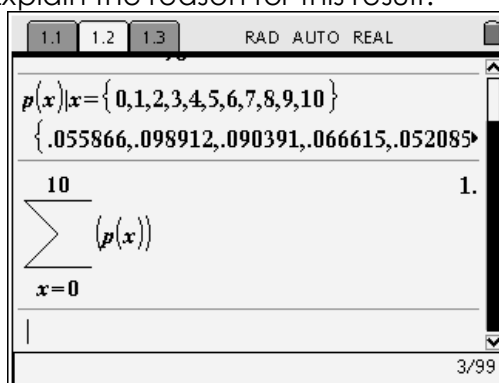 xplain the reason for this result.
1.1 1.2 1.3 RAD AUTO REAL
p(x)|x={0,1,2,3,4,5,6,7,8,9,10}
{.055866,.098912,.090391,.066615,.052085▸
10
∑ (p(x))
x=0
1.
3/99